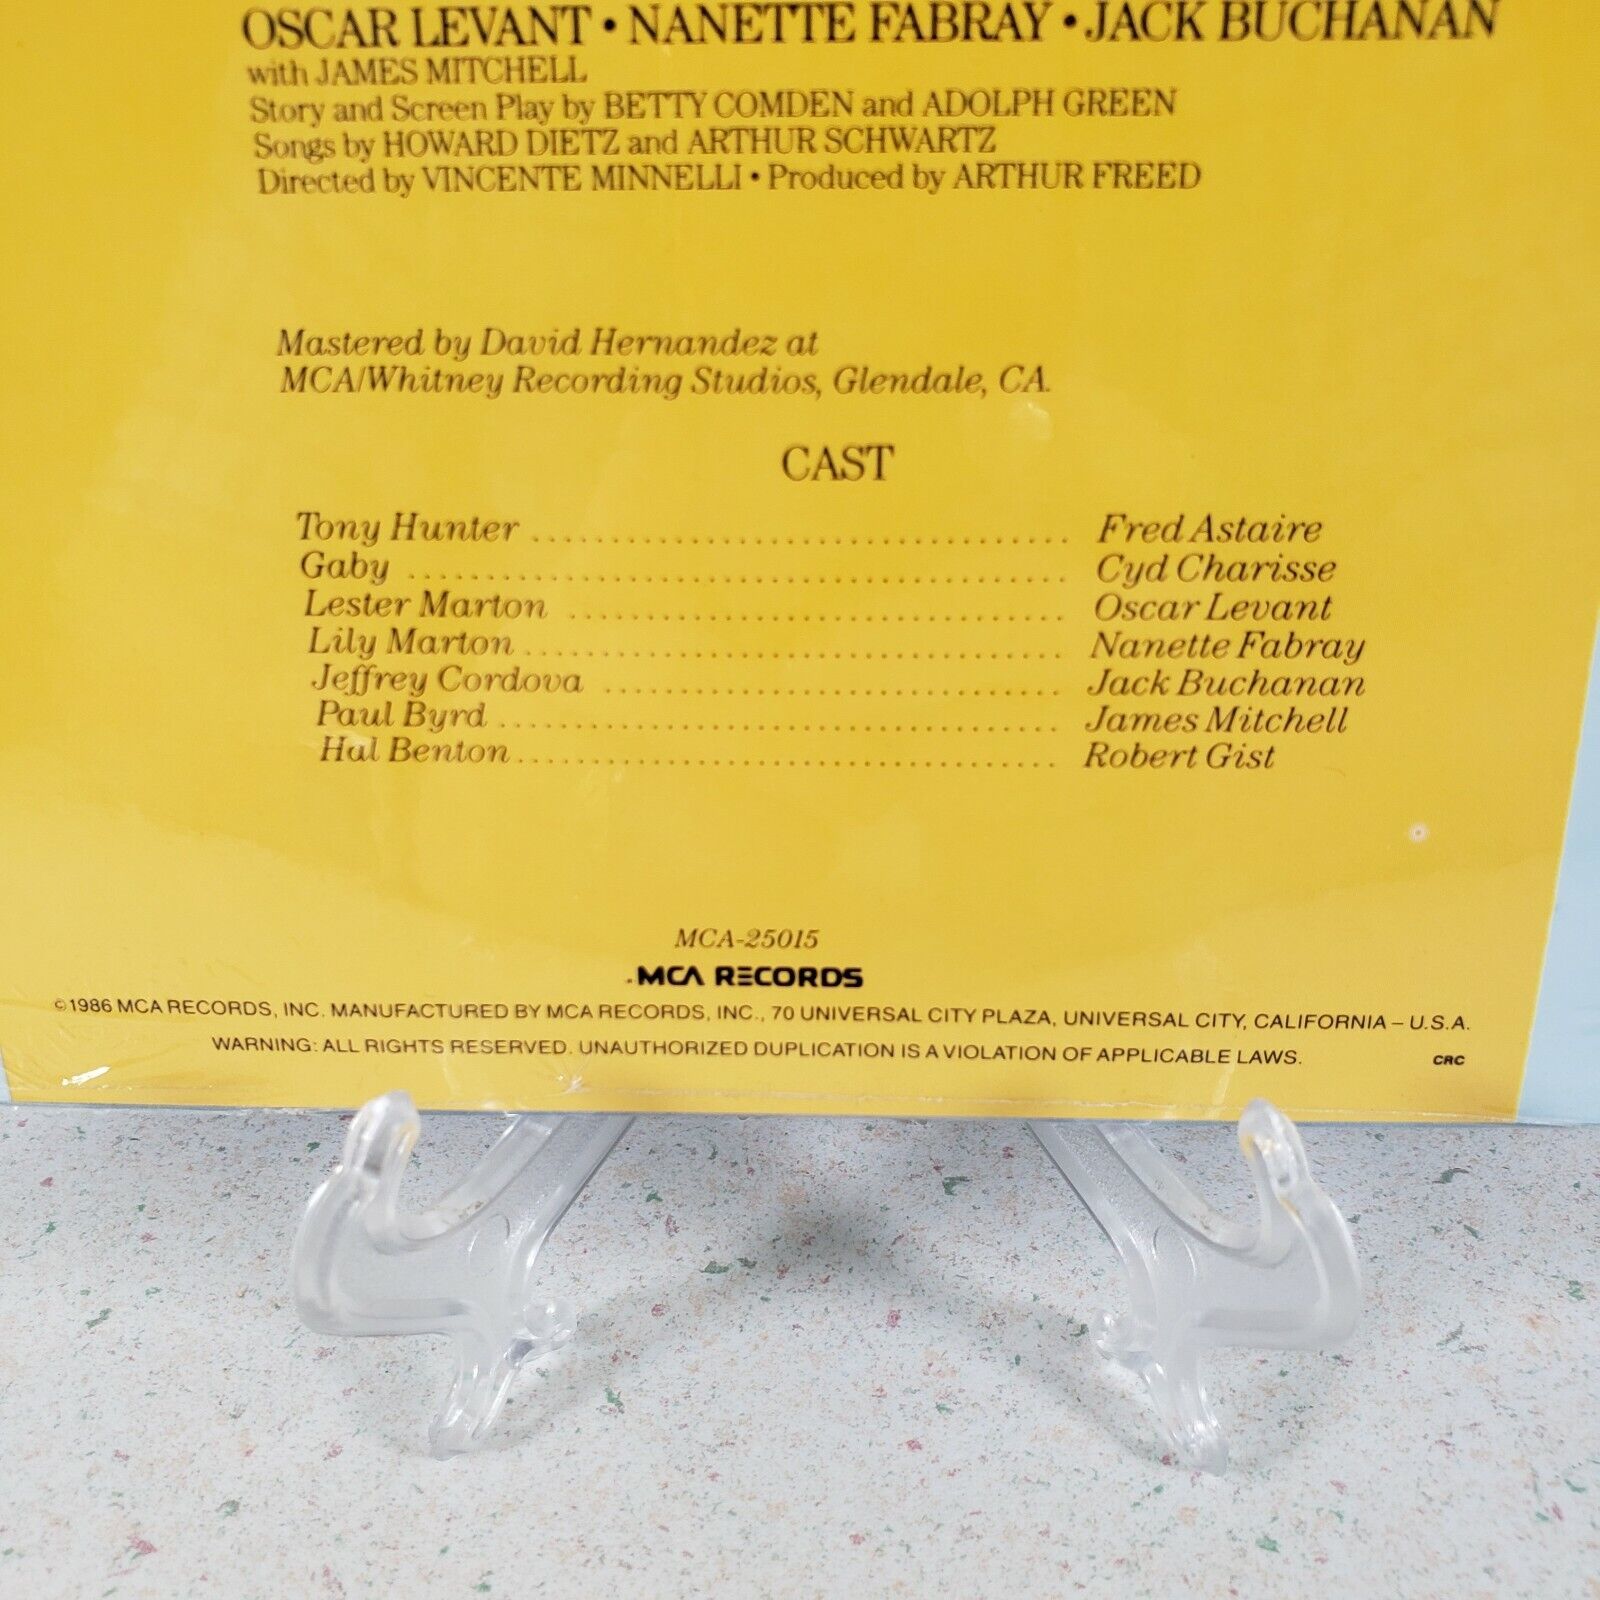 OSCAR LEVANT • NANETTE FABRAY • JACK BUCHANAN
with JAMES MITCHELL
Story and Screen Play by BETTY COMDEN and ADOLPH GREEN
Songs by HOWARD DIETZ and ARTHUR SCHWARTZ
Directed by VINCENTE MINNELLI • Produced by ARTHUR FREED
Mastered by David Hernandez at
MCA/Whitney Recording Studios, Glendale, CA.
CAST
Tony Hunter .................................. Fred Astaire
Gaby .......................................... Cyd Charisse
Lester Marton ................................ Oscar Levant
Lily Marton ................................... Nanette Fabray
Jeffrey Cordova .............................. Jack Buchanan
Paul Byrd .................................... James Mitchell
Hal Benton ................................... Robert Gist
MCA-25015
MCA RECORDS
©1986 MCA RECORDS, INC. MANUFACTURED BY MCA RECORDS, INC., 70 UNIVERSAL CITY PLAZA, UNIVERSAL CITY, CALIFORNIA – U.S.A.
WARNING: ALL RIGHTS RESERVED. UNAUTHORIZED DUPLICATION IS A VIOLATION OF APPLICABLE LAWS. CRC